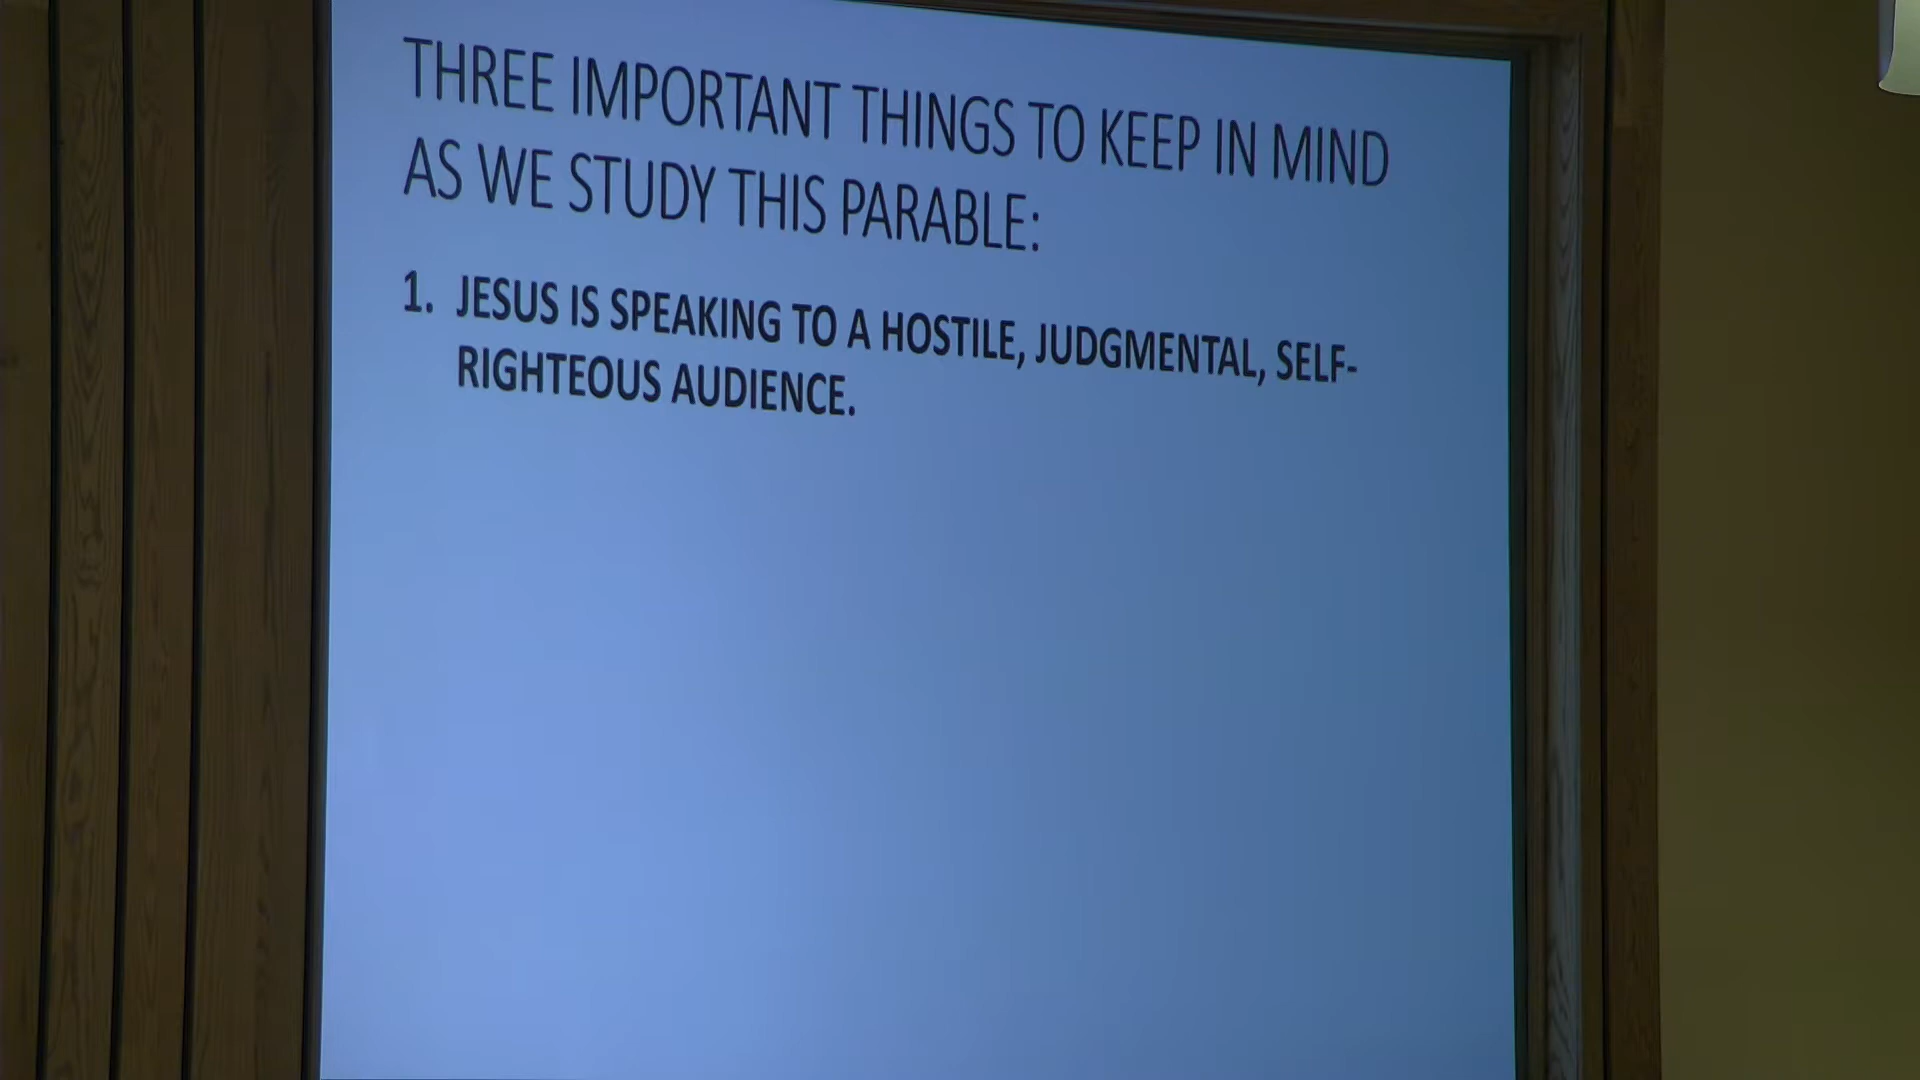 THREE IMPORTANT THINGS TO KEEP IN MIND
AS WE STUDY THIS PARABLE:
1. JESUS IS SPEAKING TO A HOSTILE, JUDGMENTAL, SELF-
RIGHTEOUS AUDIENCE.